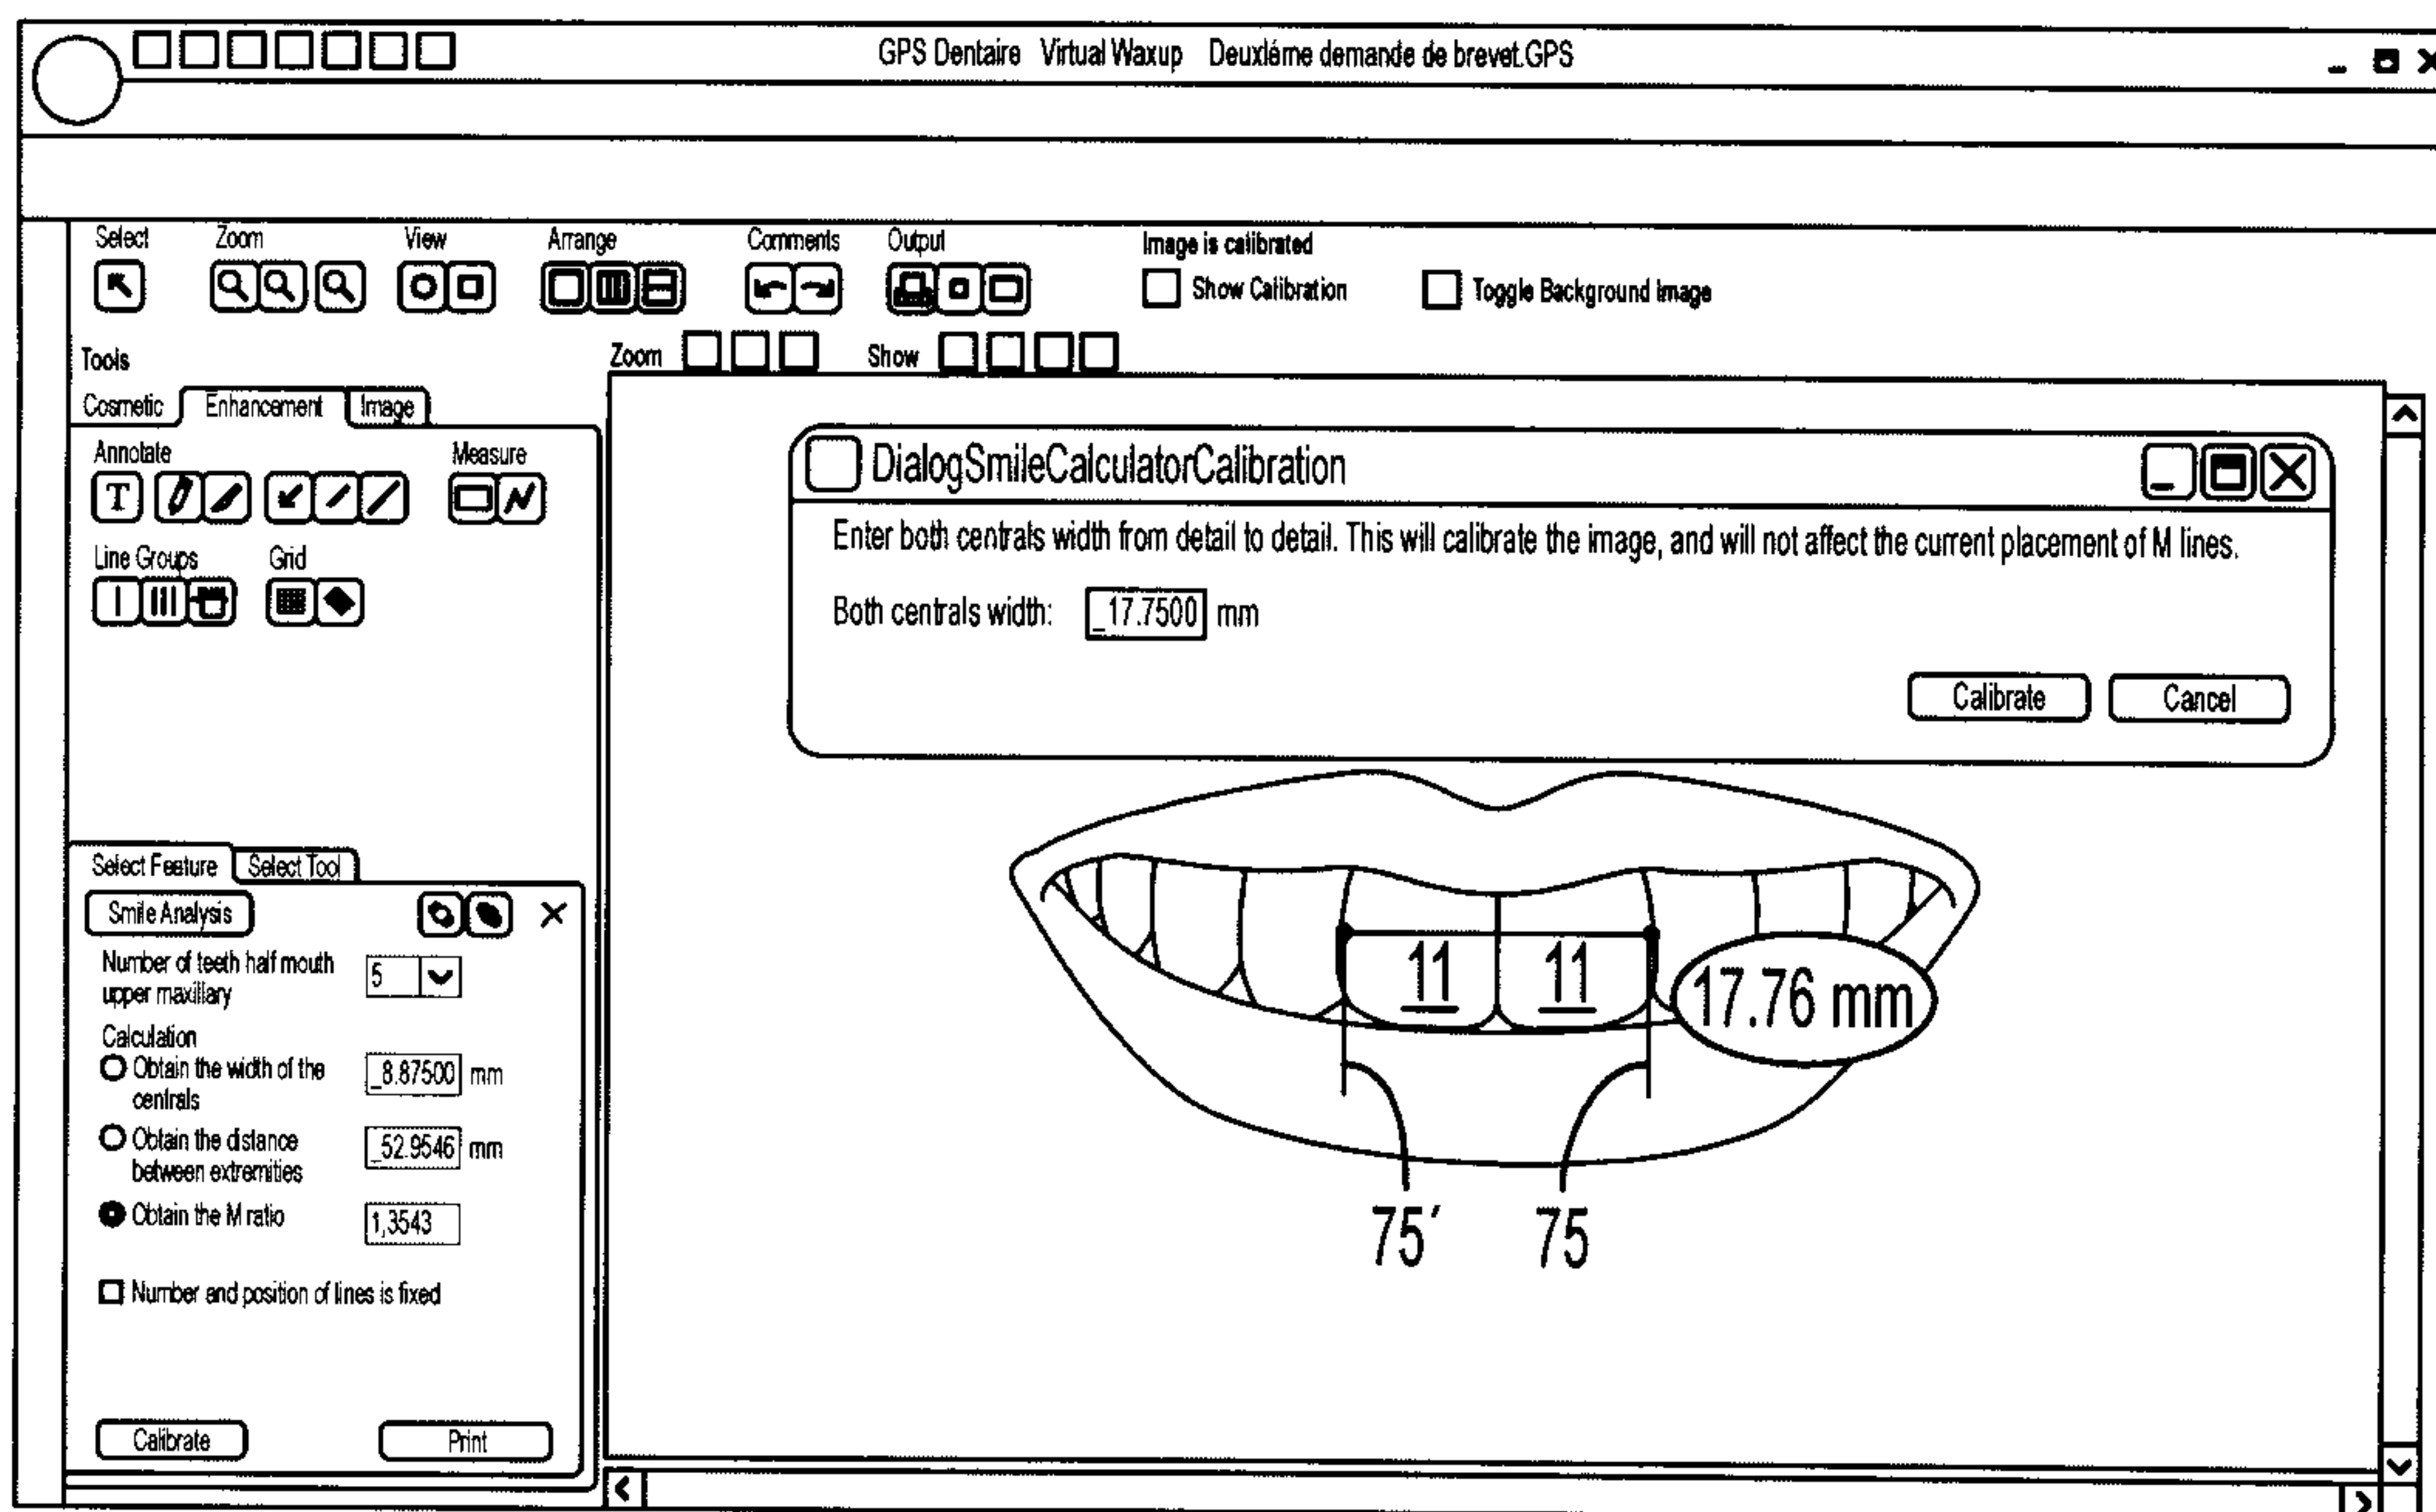 GPS Dentaire Virtual Waxup Deuxléme demande de brevet.GPS
Select Zoom View Arrange Comments Output Image is calibrated
Show Calibration Toggle Background Image
Tools
Zoom Show
Cosmetic Enhancement Image
Annotate Measure
T
Line Groups Grid
DialogSmileCalculatorCalibration
Enter both centrals width from detail to detail. This will calibrate the image, and will not affect the current placement of M lines.
Both centrals width: _17.7500 mm
Calibrate Cancel
Select Feature Select Tool
Smile Analysis
Number of teeth half mouth
upper maxillary
5
Calculation
Obtain the width of the
centrals
_8.87500 mm
Obtain the distance
between extremities
_52.9546 mm
Obtain the M ratio 1,3543
Number and position of lines is fixed
Calibrate Print
11 11 17.76 mm
75' 75